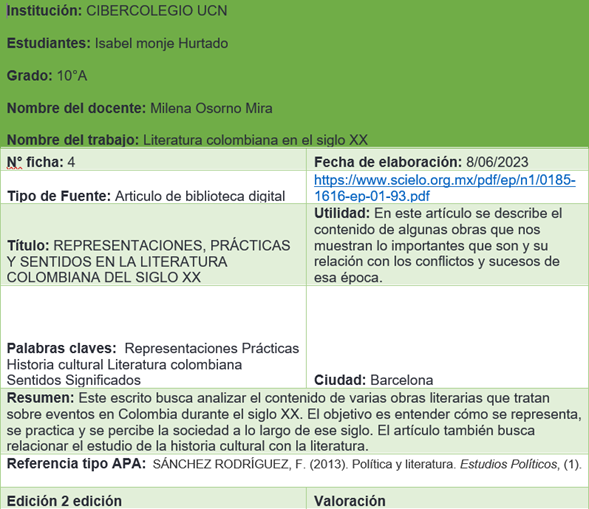 Institución: CIBERCOLEGIO UCN
Estudiantes: Isabel monje Hurtado
Grado: 10°A
Nombre del docente: Milena Osorno Mira
Nombre del trabajo: Literatura colombiana en el siglo XX
N° ficha: 4
Fecha de elaboración: 8/06/2023
Tipo de Fuente: Articulo de biblioteca digital
https://www.scielo.org.mx/pdf/ep/n1/0185-
1616-ep-01-93.pdf
Título: REPRESENTACIONES, PRÁCTICAS
Y SENTIDOS EN LA LITERATURA
COLOMBIANA DEL SIGLO XX
Utilidad: En este artículo se describe el
contenido de algunas obras que nos
muestran lo importantes que son y su
relación con los conflictos y sucesos de
esa época.
Palabras claves: Representaciones Prácticas
Historia cultural Literatura colombiana
Sentidos Significados
Ciudad: Barcelona
Resumen: Este escrito busca analizar el contenido de varias obras literarias que tratan
sobre eventos en Colombia durante el siglo XX. El objetivo es entender cómo se representa,
se practica y se percibe la sociedad a lo largo de ese siglo. El artículo también busca
relacionar el estudio de la historia cultural con la literatura.
Referencia tipo APA: SÁNCHEZ RODRÍGUEZ, F. (2013). Política y literatura. Estudios Políticos, (1).
Edición 2 edición
Valoración